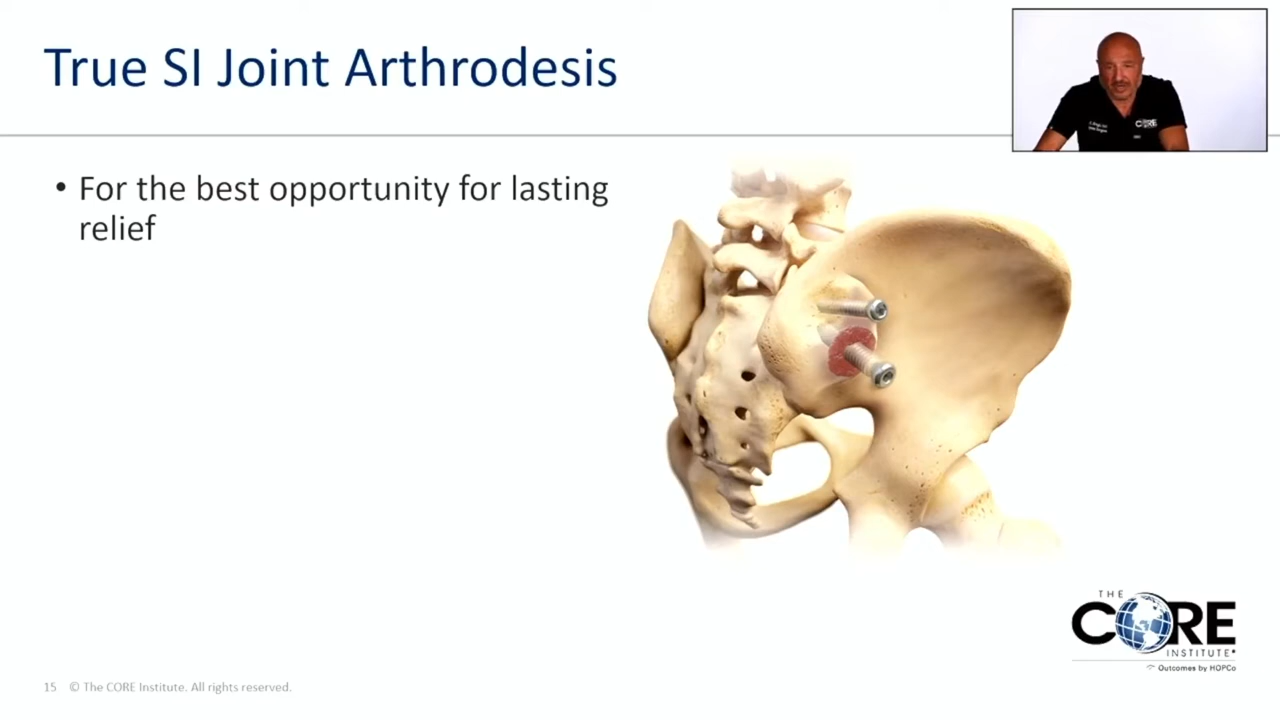 True SI Joint Arthrodesis
• For the best opportunity for lasting
relief
CORE
THE
CORE
INSTITUTE
Outcomes by HOPCo
15 © The CORE Institute. All rights reserved.